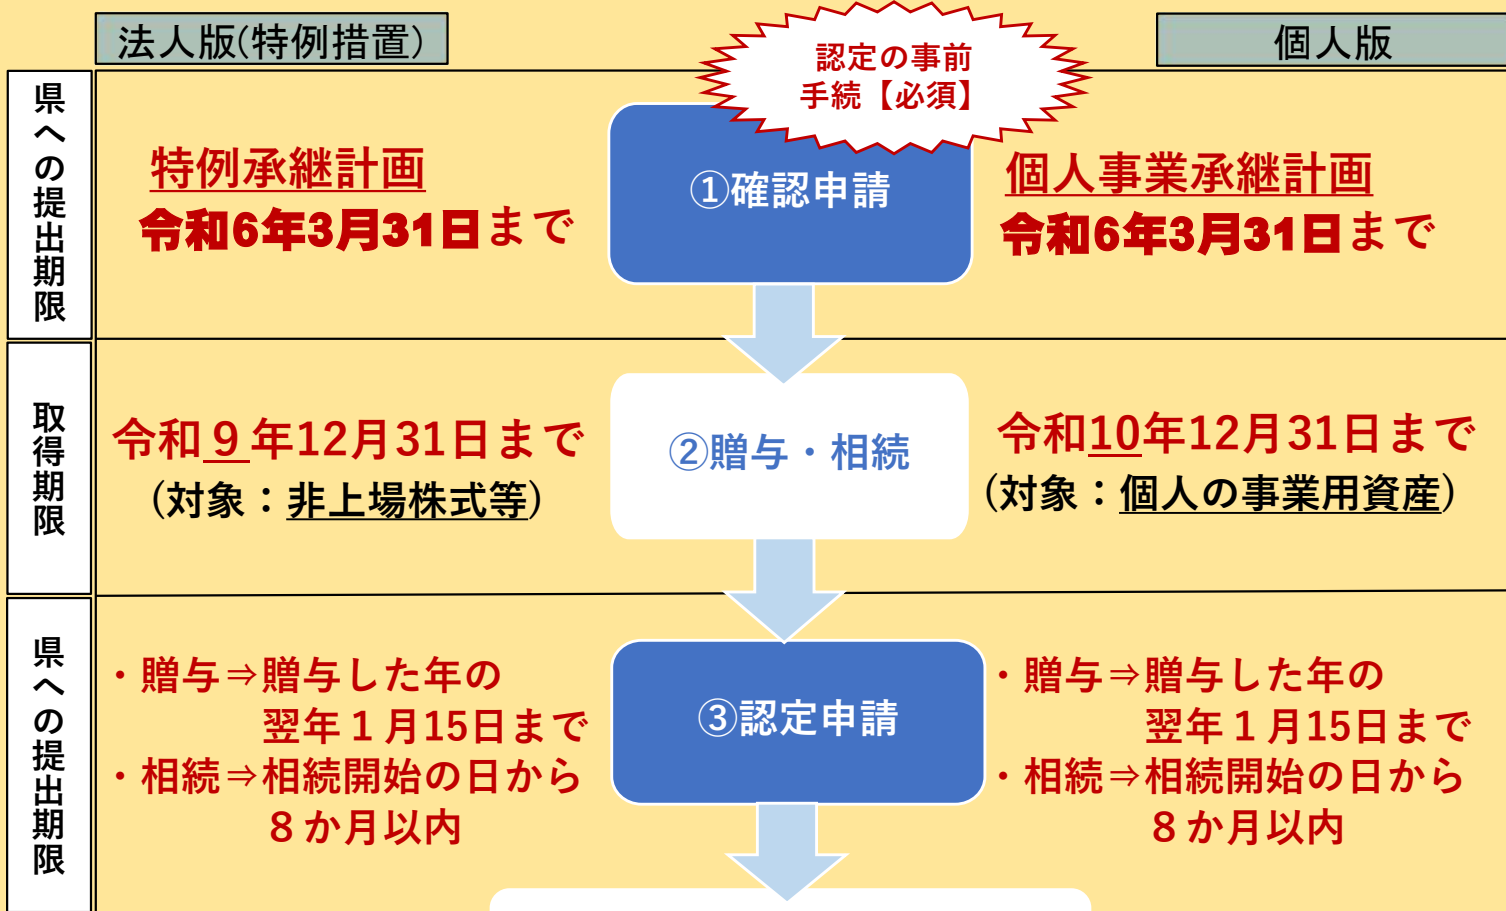 法人版(特例措置)
認定の事前
手続【必須】
個人版
県への提出期限
特例承継計画
令和6年3月31日まで
①確認申請
個人事業承継計画
令和6年3月31日まで
取得期限
令和９年12月31日まで
(対象：非上場株式等)
②贈与・相続
令和10年12月31日まで
(対象：個人の事業用資産)
県への提出期限
・贈与⇒贈与した年の
翌年１月15日まで
・相続⇒相続開始の日から
８か月以内
③認定申請
・贈与⇒贈与した年の
翌年１月15日まで
・相続⇒相続開始の日から
８か月以内